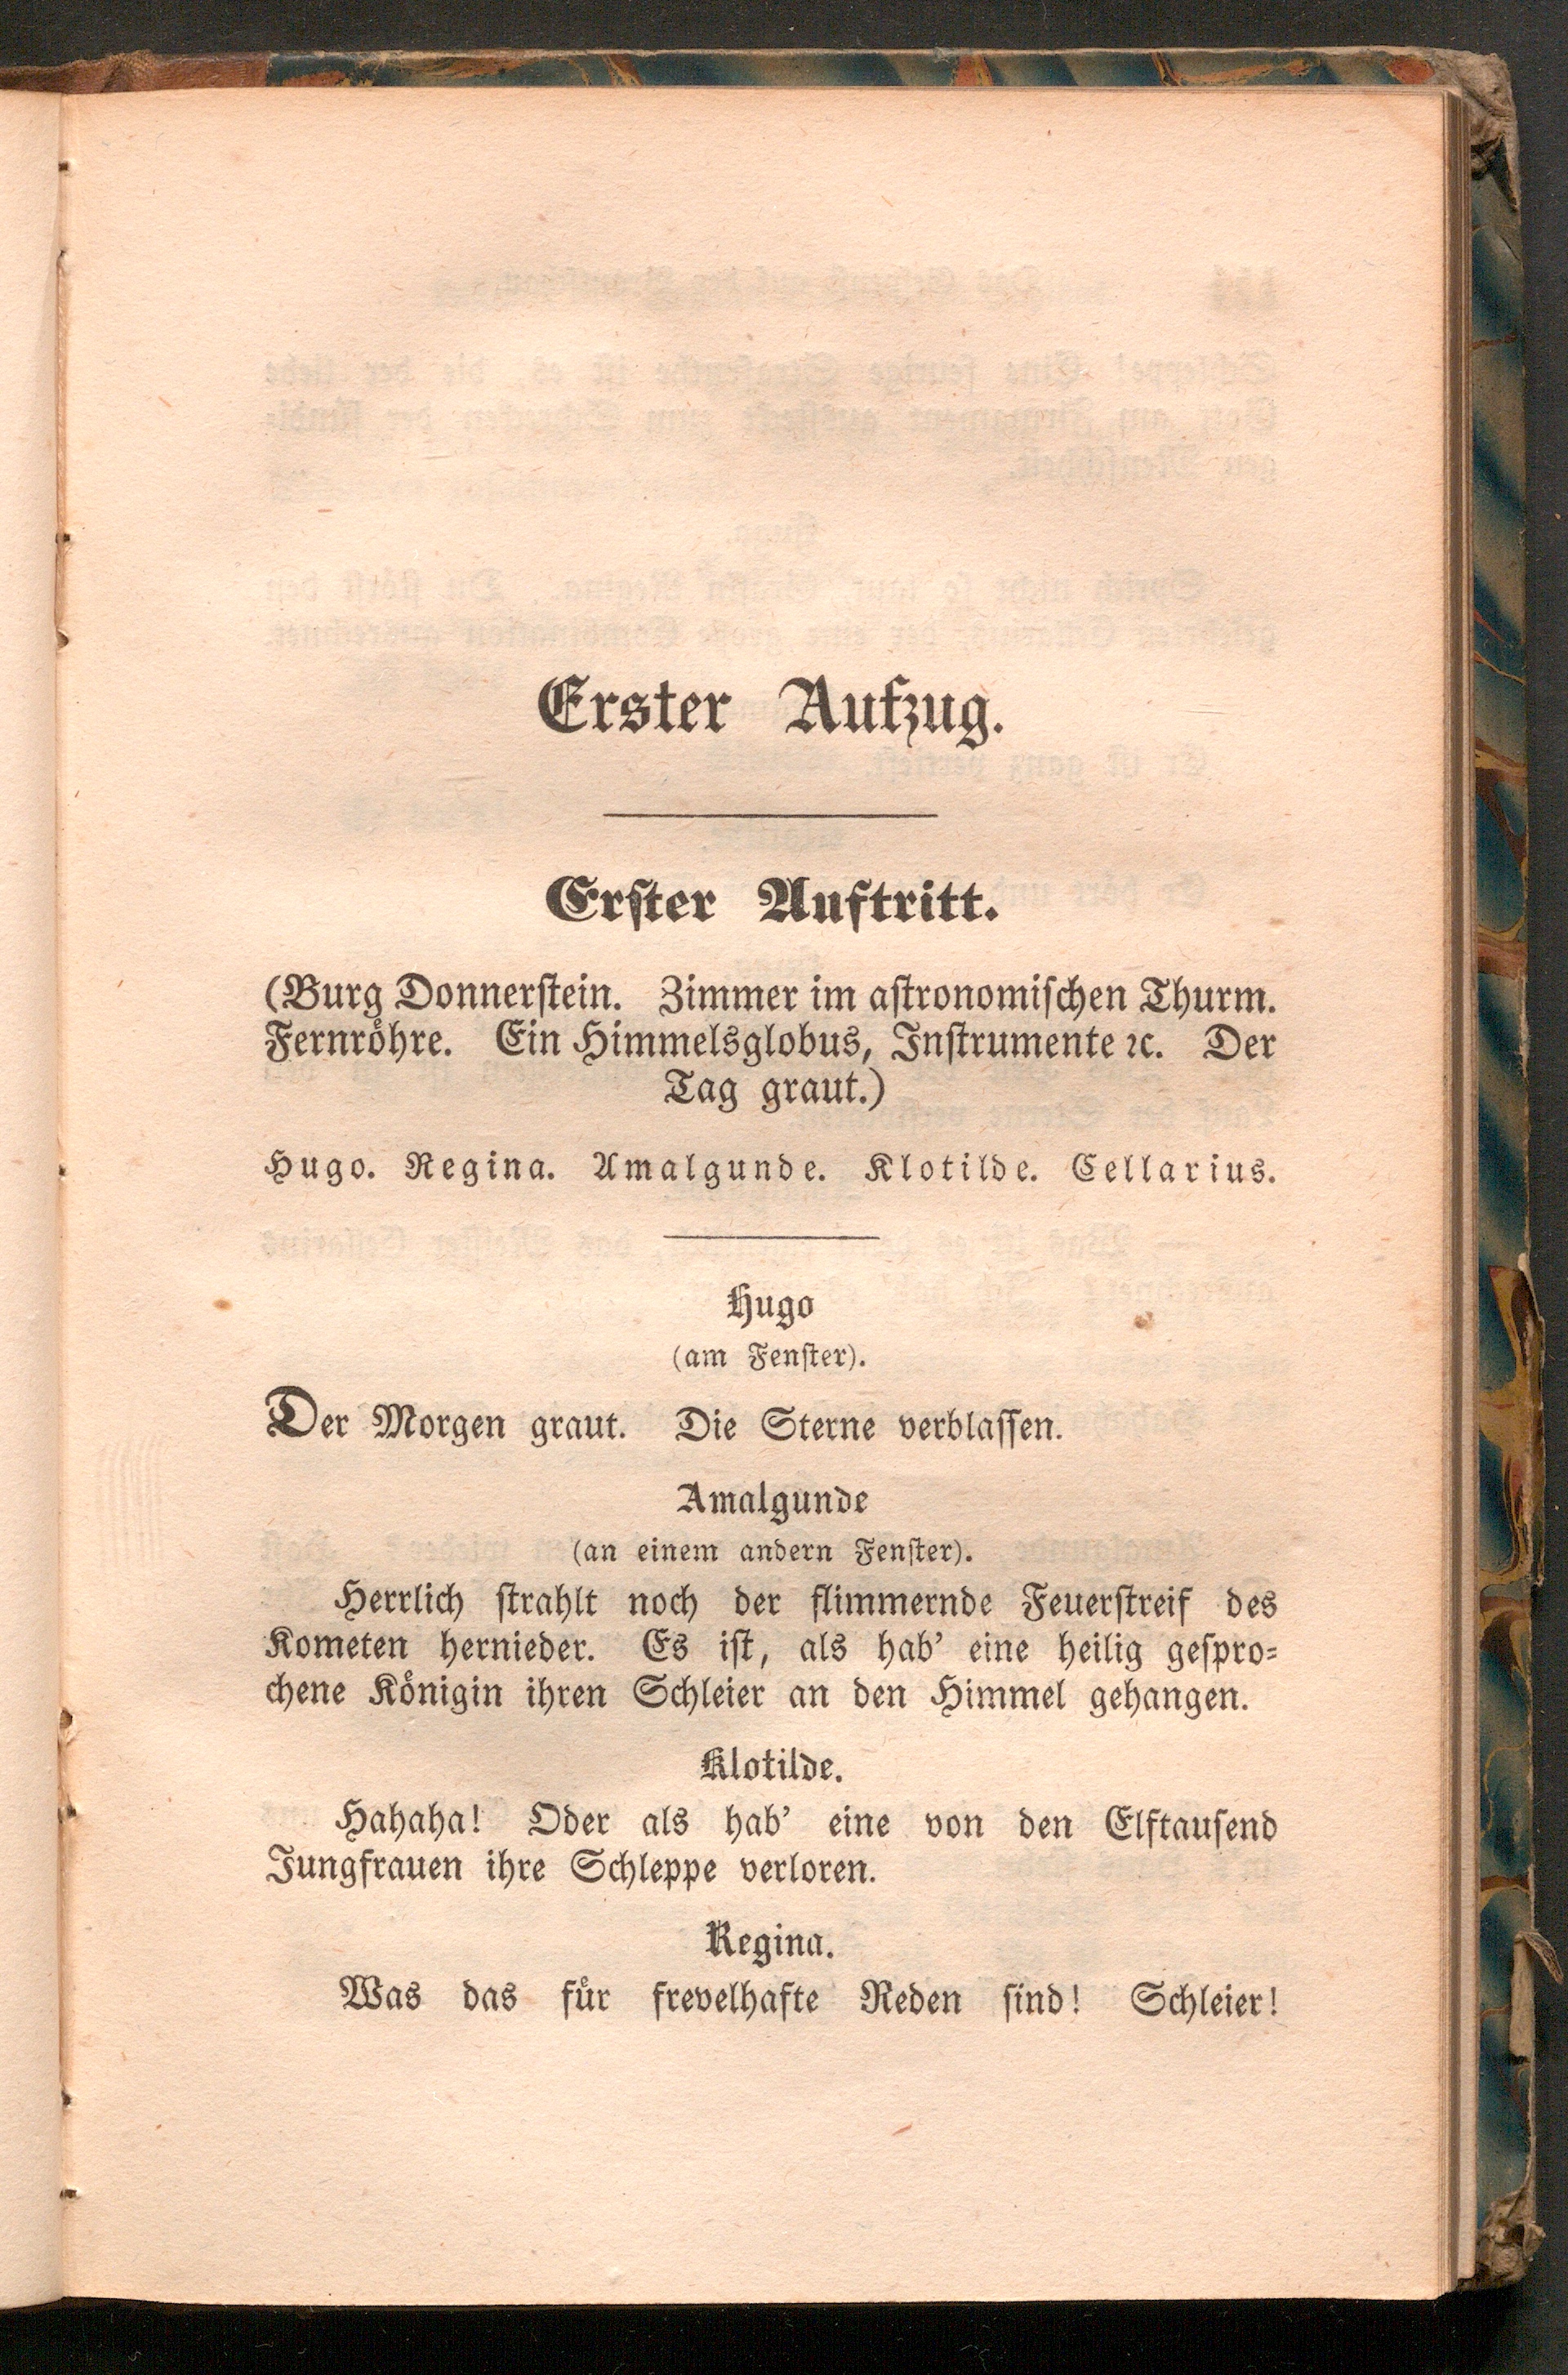 Erster Aufzug.
Erſter Auftritt.
(Burg Donnerſtein. Zimmer im aſtronomiſchen Thurm.
Fernröhre. Ein Himmelsglobus, Inſtrumente ꝛc. Der
Tag graut.)
Hugo. Regina. Amalgunde. Klotilde. Cellarius.
Hugo
(am Fenſter).
Der Morgen graut. Die Sterne verblaſſen.
Amalgunde
(an einem andern Fenſter).
Herrlich ſtrahlt noch der flimmernde Feuerſtreif des
Kometen hernieder. Es iſt, als hab’ eine heilig geſpro⸗
chene Königin ihren Schleier an den Himmel gehangen.
Klotilde.
Hahaha! Oder als hab’ eine von den Elftauſend
Jungfrauen ihre Schleppe verloren.
Regina.
Was das für frevelhafte Reden ſind! Schleier!